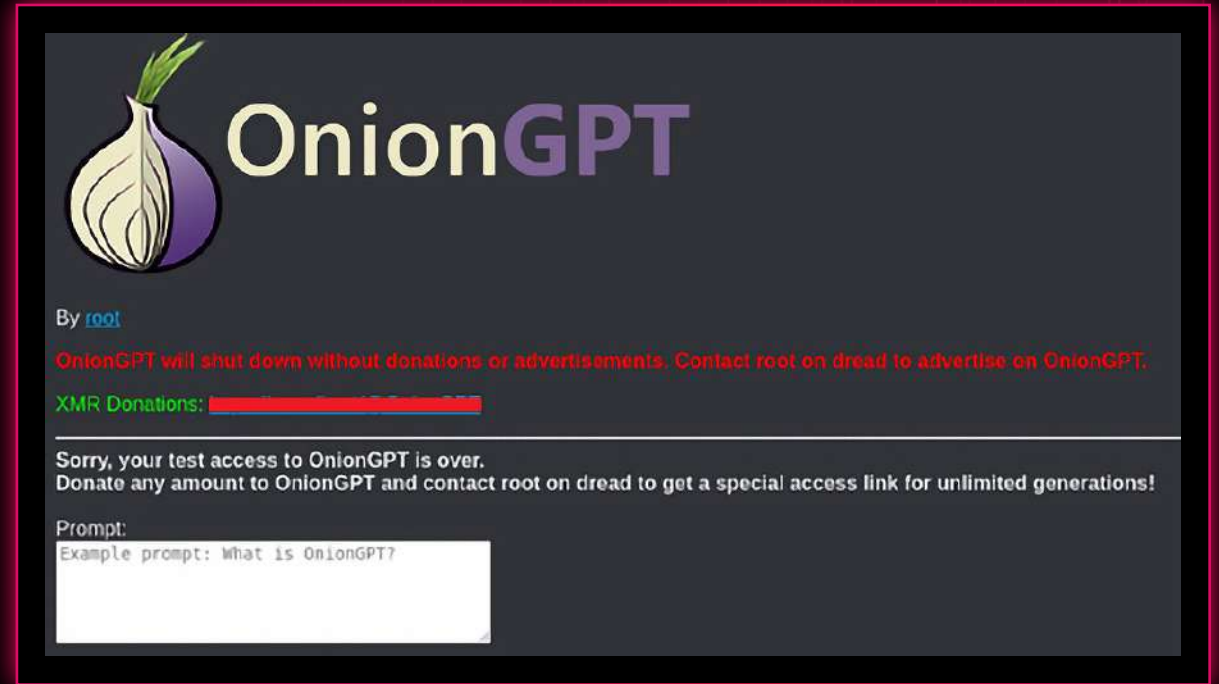 OnionGPT
By root
OnionGPT will shut down without donations or advertisements. Contact root on dread to advertise on OnionGPT.
XMR Donations:
Sorry, your test access to OnionGPT is over.
Donate any amount to OnionGPT and contact root on dread to get a special access link for unlimited generations!
Prompt:
Example prompt: What is OnionGPT?